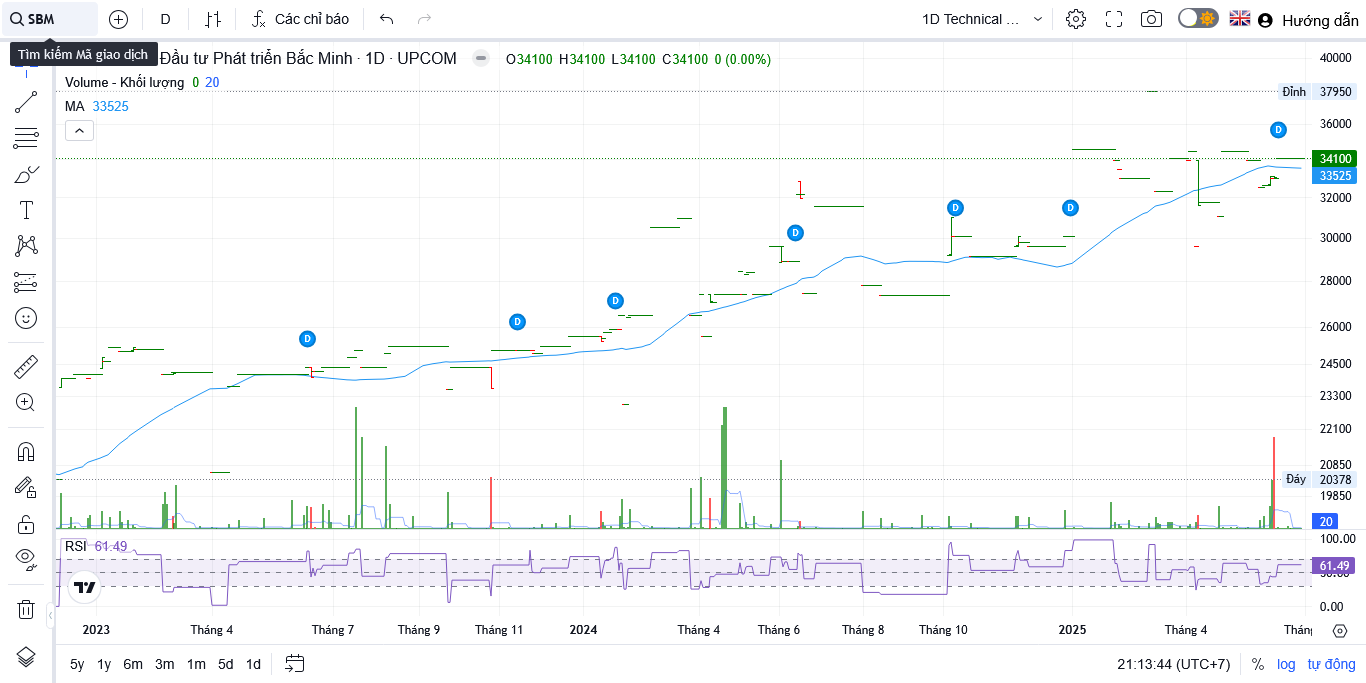 SBM D Các chỉ báo 1D Technical ... Hướng dẫn
Tìm kiếm Mã giao dịch
Đầu tư Phát triển Bắc Minh · 1D · UPCOM O34100 H34100 L34100 C34100 0 (0.00%)
Volume - Khối lượng 0 20
MA 33525
40000
Đỉnh 37950
36000
D
34100
33525
32000
D
D
D
30000
28000
D
26000
D
D
24500
23300
22100
20850
Đáy 20378
19850
20
RSI 61.49
100.00
61.49
50.00
0.00
2023 Tháng 4 Tháng 7 Tháng 9 Tháng 11 2024 Tháng 4 Tháng 6 Tháng 8 Tháng 10 2025 Tháng 4 Tháng
5y 1y 6m 3m 1m 5d 1d 21:13:44 (UTC+7) % log tự động